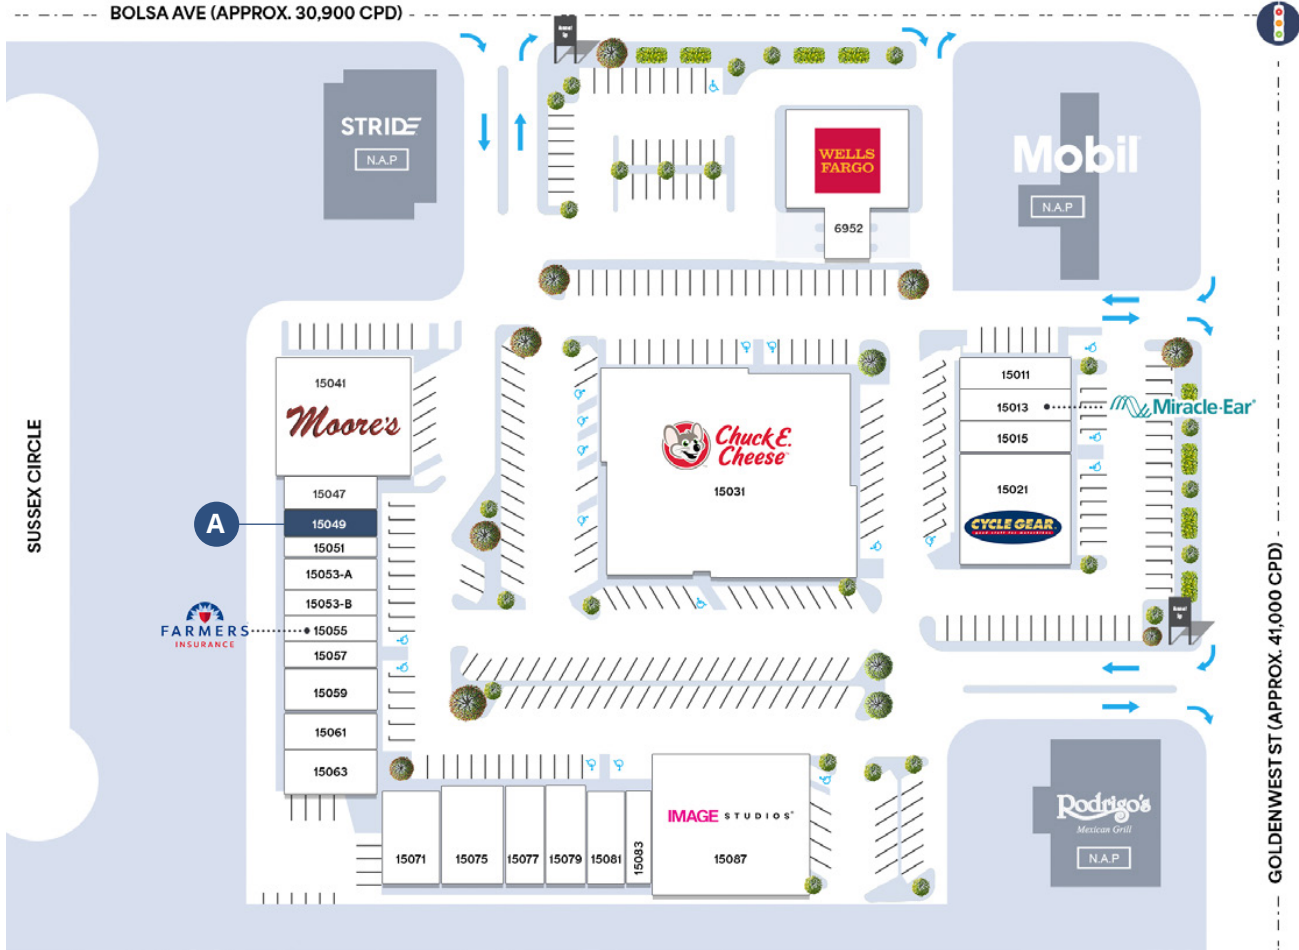 BOLSA AVE (APPROX. 30,900 CPD)
STRIDE
N.A.P
WELLS
FARGO
6952
Mobil
N.A.P
SUSSEX CIRCLE
15041
Moore's
15047
A
15049
15051
15053-A
15053-B
FARMERS
INSURANCE
15055
15057
15059
15061
15063
Chuck E.
Cheese
15031
15011
15013
Miracle-Ear®
15015
15021
CYCLE GEAR
GOLDENWEST ST (APPROX. 41,000 CPD)
15071
15075
15077
15079
15081
15083
IMAGE STUDIOS®
15087
Rodrigo's
Mexican Grill
N.A.P